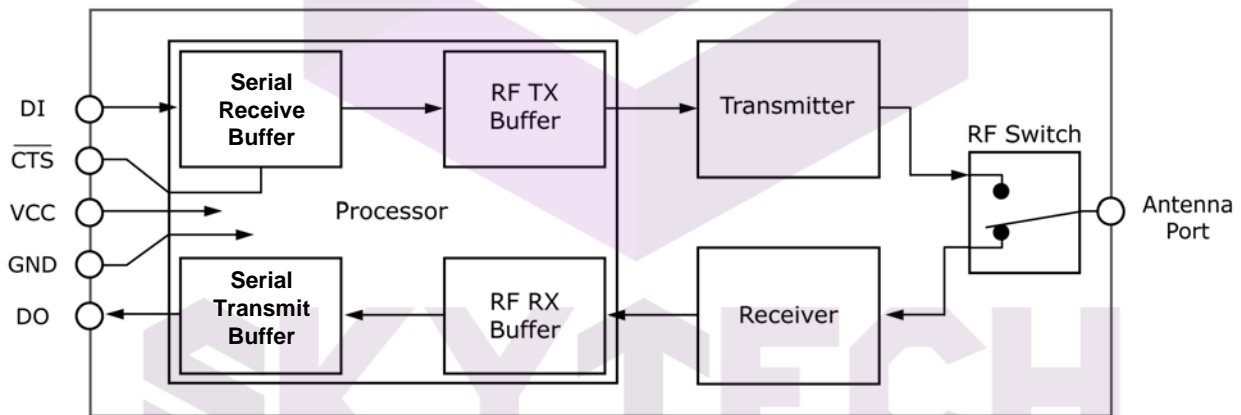 DI
CTS
VCC
GND
DO
Serial
Receive
Buffer
RF TX
Buffer
Transmitter
RF Switch
Processor
Antenna
Port
Serial
Transmit
Buffer
RF RX
Buffer
Receiver
SKYTECH